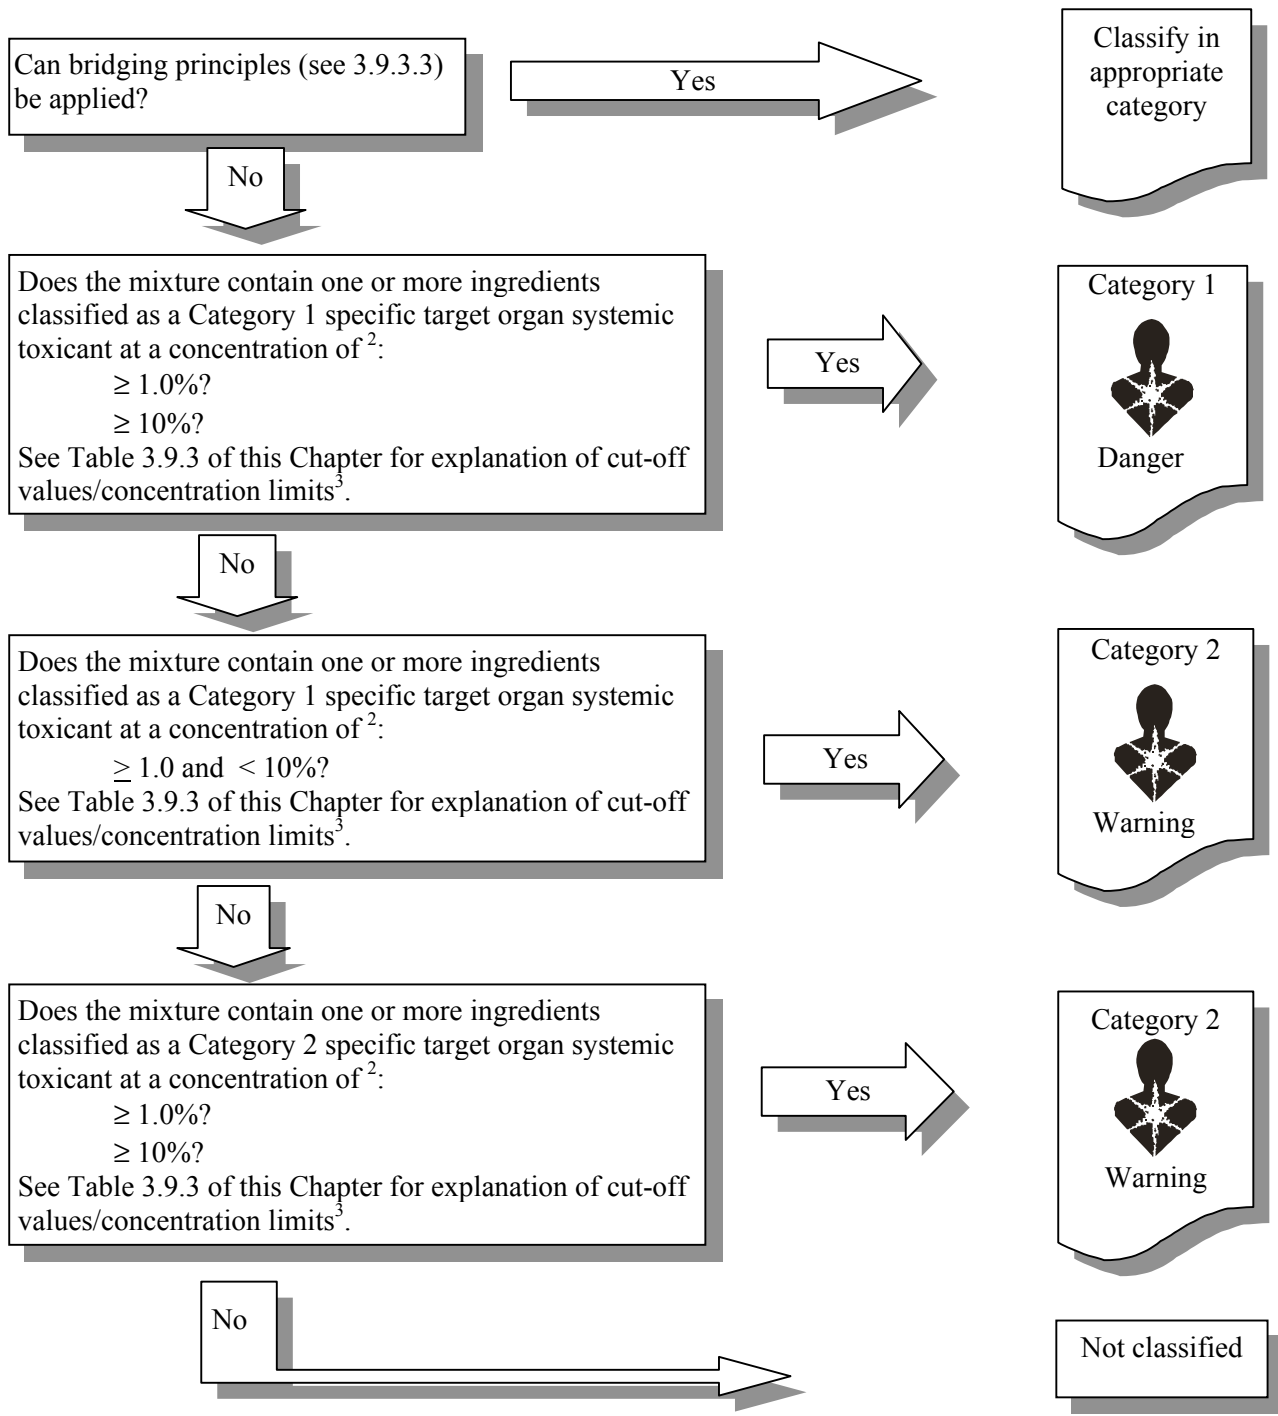 Can bridging principles (see 3.9.3.3)
be applied?
Yes
Classify in
appropriate
category
No
Does the mixture contain one or more ingredients
classified as a Category 1 specific target organ systemic
toxicant at a concentration of ²:
≥ 1.0%?
≥ 10%?
See Table 3.9.3 of this Chapter for explanation of cut-off
values/concentration limits³.
Yes
Category 1
Danger
No
Does the mixture contain one or more ingredients
classified as a Category 1 specific target organ systemic
toxicant at a concentration of ²:
≥ 1.0 and < 10%?
See Table 3.9.3 of this Chapter for explanation of cut-off
values/concentration limits³.
Yes
Category 2
Warning
No
Does the mixture contain one or more ingredients
classified as a Category 2 specific target organ systemic
toxicant at a concentration of ²:
≥ 1.0%?
≥ 10%?
See Table 3.9.3 of this Chapter for explanation of cut-off
values/concentration limits³.
Yes
Category 2
Warning
No
Not classified